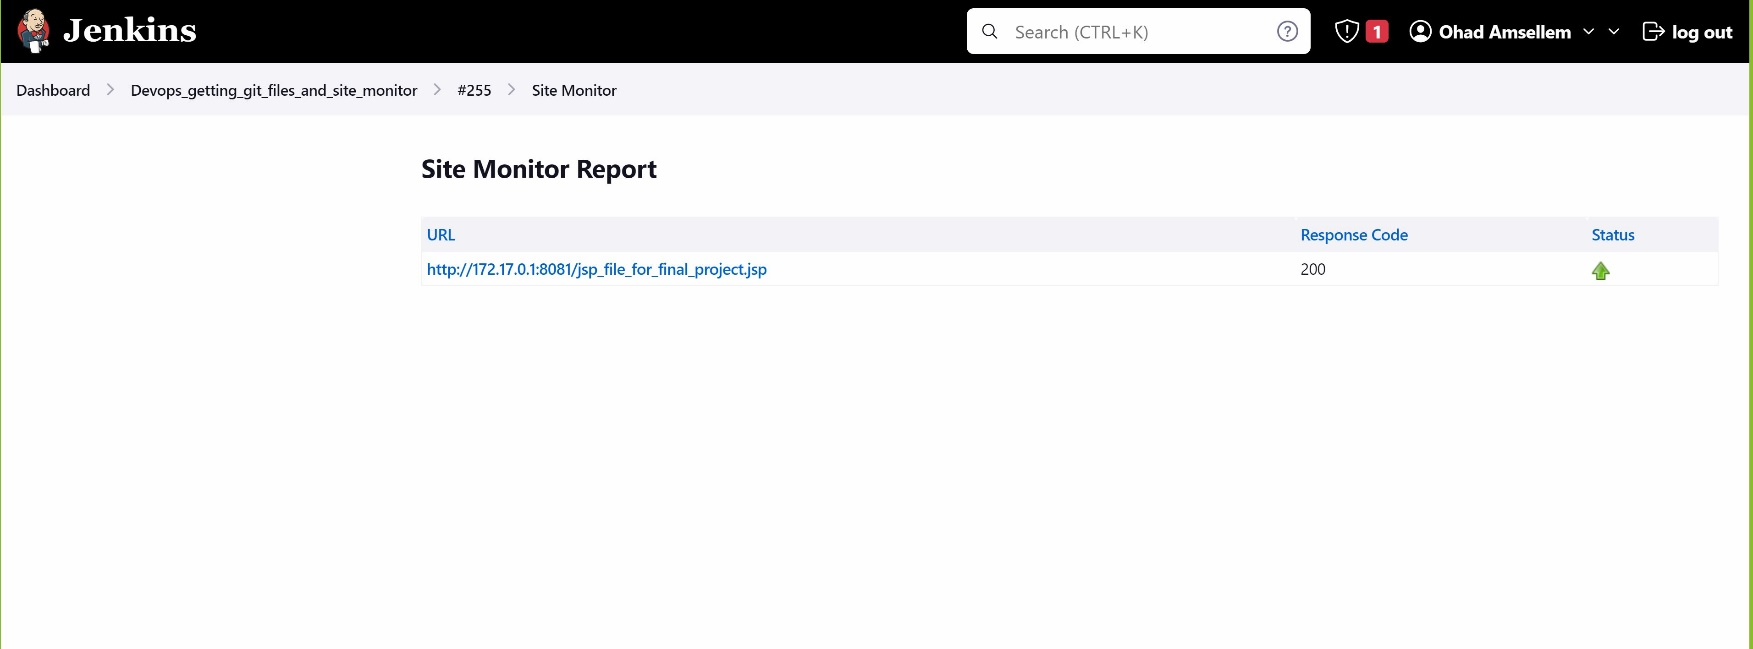 Jenkins
Search (CTRL+K)
?
1
Ohad Amsellem
log out
Dashboard
Devops_getting_git_files_and_site_monitor
#255
Site Monitor
Site Monitor Report
URL Response Code Status
http://172.17.0.1:8081/jsp_file_for_final_project.jsp 200